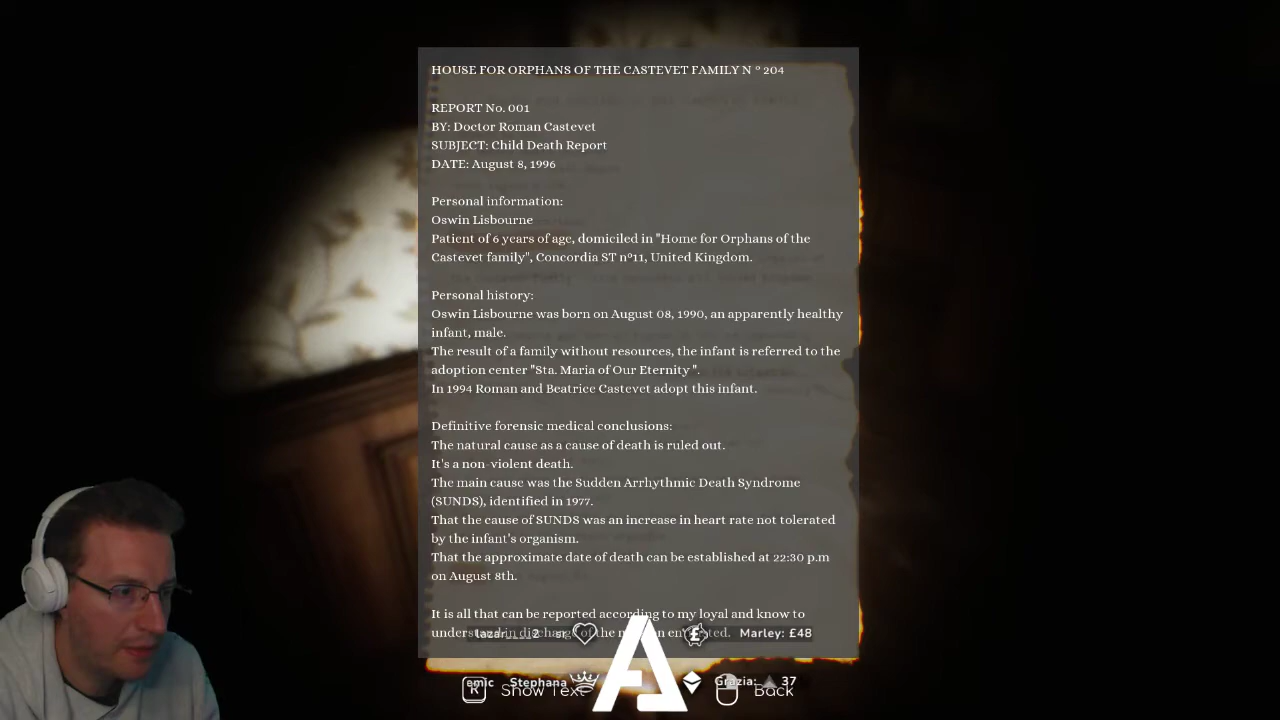 HOUSE FOR ORPHANS OF THE CASTEVET FAMILY N º 204
REPORT No. 001
BY: Doctor Roman Castevet
SUBJECT: Child Death Report
DATE: August 8, 1996
Personal information:
Oswin Lisbourne
Patient of 6 years of age, domiciled in "Home for Orphans of the
Castevet family", Concordia ST nº11, United Kingdom.
Personal history:
Oswin Lisbourne was born on August 08, 1990, an apparently healthy
infant, male.
The result of a family without resources, the infant is referred to the
adoption center "Sta. Maria of Our Eternity ".
In 1994 Roman and Beatrice Castevet adopt this infant.
Definitive forensic medical conclusions:
The natural cause as a cause of death is ruled out.
It's a non-violent death.
The main cause was the Sudden Arrhythmic Death Syndrome
(SUNDS), identified in 1977.
That the cause of SUNDS was an increase in heart rate not tolerated
by the infant's organism.
That the approximate date of death can be established at 22:30 p.m
on August 8th.
It is all that can be reported according to my loyal and know to
understand in discharge of the
Marley: £48
Stephana
Grazia: 37
R Show Text
Back